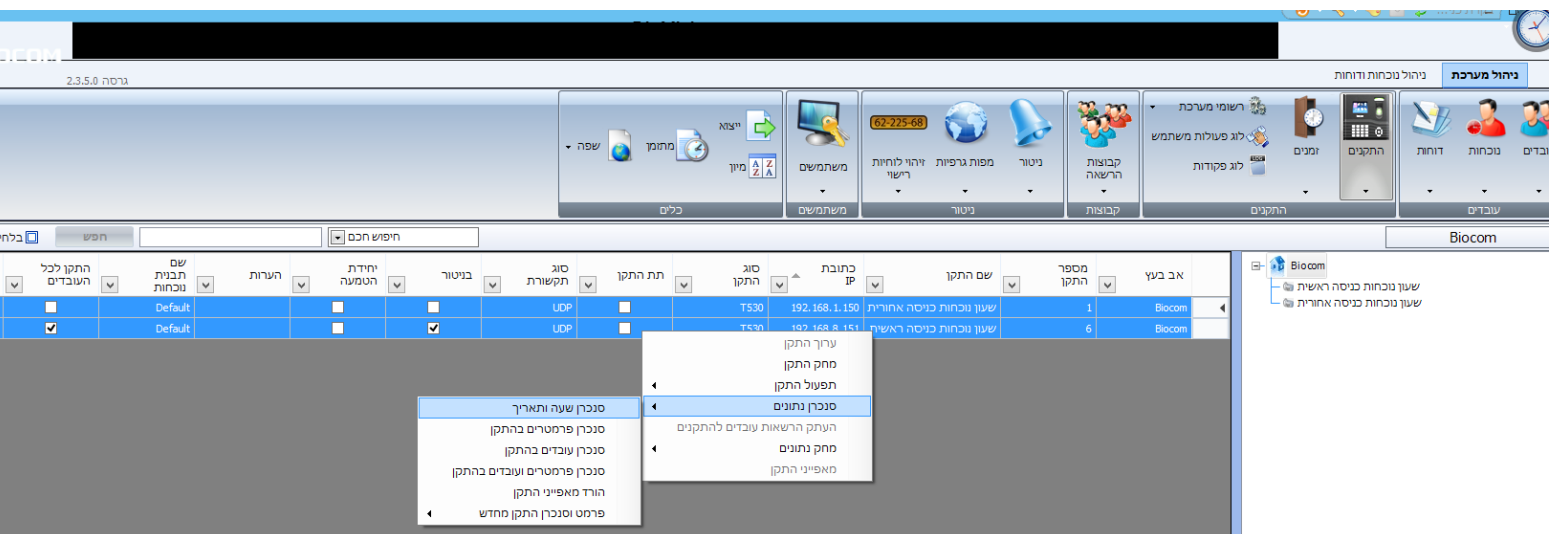 גרסה 2.3.5.0
ניהול מערכת
ניהול נוכחות ודוחות
נוכחות
דוחות
עובדים
התקנים
זמנים
רשומי מערכת
לוג פעולות משתמש
לוג פקודות
התקנים
קבוצות הרשאה
קבוצות
ניטור
מפות גרפיות
62-225-68
זיהוי לוחיות רישוי
ניטור
משתמשים
משתמשים
ייצוא
מיון
מתזמן
שפה
כלים
Biocom
חיפוש חכם
חפש
Biocom
שעון נוכחות כניסה ראשית
שעון נוכחות כניסה אחורית
אב בעץ
מספר התקן
שם התקן
כתובת IP
סוג התקן
תת התקן
סוג תקשורת
בניטור
יחידת הטמעה
הערות
שם תבנית נוכחות
התקן לכל העובדים
Biocom 1 שעון נוכחות כניסה אחורית 192.168.1.150 T530 UDP Default
Biocom 6 שעון נוכחות כניסה ראשית 192.168.8.151 T530 UDP Default
ערוך התקן
מחק התקן
תפעול התקן
סנכרן נתונים
העתק הרשאות עובדים להתקנים
מחק נתונים
מאפייני התקן
סנכרן שעה ותאריך
סנכרן פרמטרים בהתקן
סנכרן עובדים בהתקן
סנכרן פרמטרים ועובדים בהתקן
הורד מאפייני התקן
פרמט וסנכרן התקן מחדש